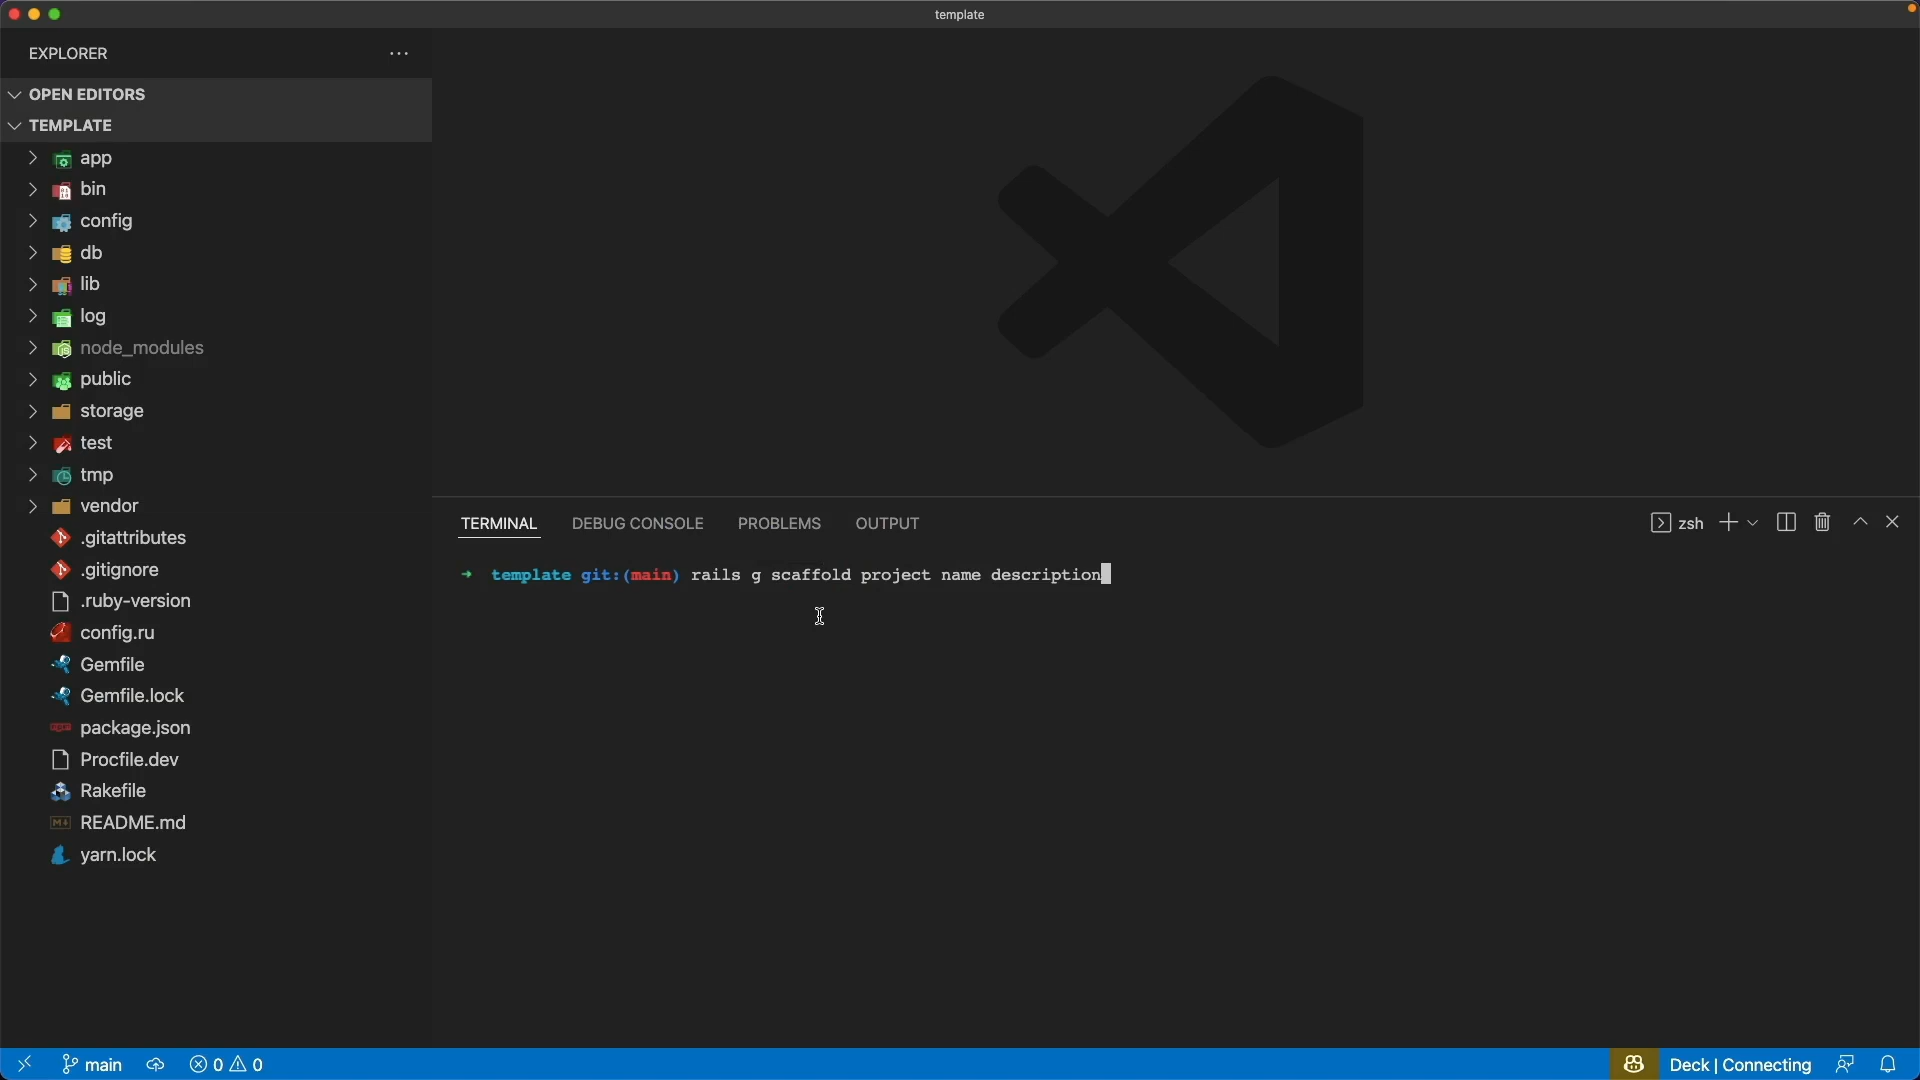 template
EXPLORER
OPEN EDITORS
TEMPLATE
app
bin
config
db
lib
log
node_modules
public
storage
test
tmp
vendor
.gitattributes
.gitignore
.ruby-version
config.ru
Gemfile
Gemfile.lock
package.json
Procfile.dev
Rakefile
README.md
yarn.lock
TERMINAL DEBUG CONSOLE PROBLEMS OUTPUT zsh
➜ template git:(main) rails g scaffold project name description
main 0 0 Deck | Connecting